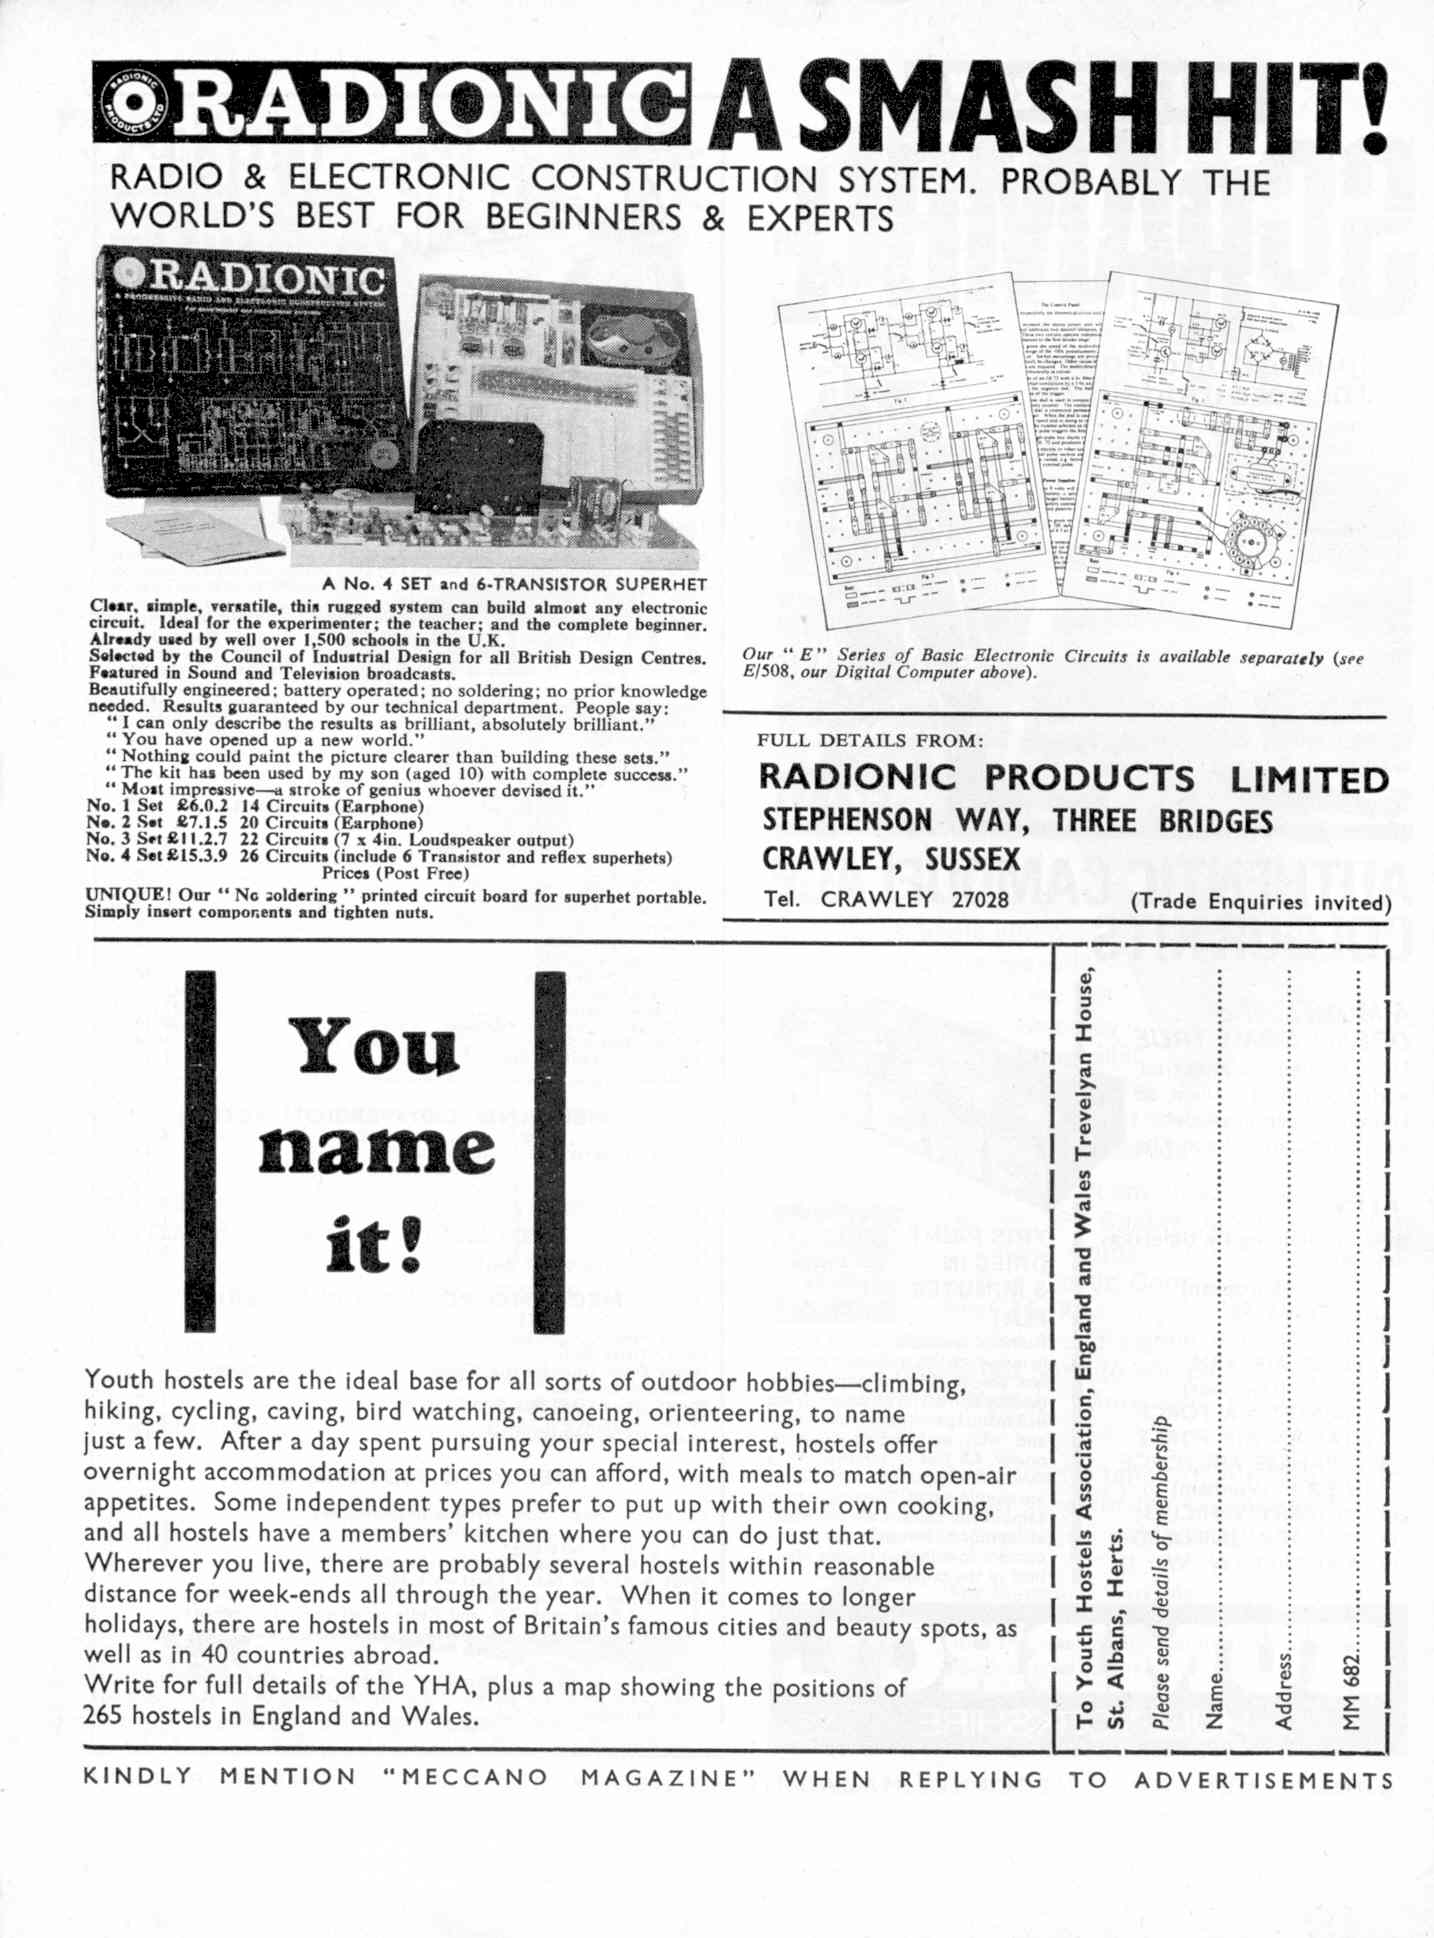 RADIONIC PRODUCTS LTD
RADIONIC A SMASH HIT!
RADIO & ELECTRONIC CONSTRUCTION SYSTEM. PROBABLY THE
WORLD'S BEST FOR BEGINNERS & EXPERTS
RADIONIC
A PROGRESSIVE RADIO AND ELECTRONIC CONSTRUCTION SYSTEM
The Control Panel
Power Supplies
Fig. 2
A No. 4 SET and 6-TRANSISTOR SUPERHET
Clear, simple, versatile, this rugged system can build almost any electronic
circuit. Ideal for the experimenter; the teacher; and the complete beginner.
Already used by well over 1,500 schools in the U.K.
Selected by the Council of Industrial Design for all British Design Centres.
Featured in Sound and Television broadcasts.
Beautifully engineered; battery operated; no soldering; no prior knowledge
needed. Results guaranteed by our technical department. People say:
"I can only describe the results as brilliant, absolutely brilliant."
"You have opened up a new world."
"Nothing could paint the picture clearer than building these sets."
"The kit has been used by my son (aged 10) with complete success."
"Most impressive—a stroke of genius whoever devised it."
No. 1 Set £6.0.2 14 Circuits (Earphone)
No. 2 Set £7.1.5 20 Circuits (Earphone)
No. 3 Set £11.2.7 22 Circuits (7 x 4in. Loudspeaker output)
No. 4 Set £15.3.9 26 Circuits (include 6 Transistor and reflex superhets)
Prices (Post Free)
UNIQUE! Our "No soldering" printed circuit board for superhet portable.
Simply insert components and tighten nuts.
Our "E" Series of Basic Electronic Circuits is available separately (see
E/508, our Digital Computer above).
FULL DETAILS FROM:
RADIONIC PRODUCTS LIMITED
STEPHENSON WAY, THREE BRIDGES
CRAWLEY, SUSSEX
Tel. CRAWLEY 27028 (Trade Enquiries invited)
You
name
it!
Youth hostels are the ideal base for all sorts of outdoor hobbies—climbing,
hiking, cycling, caving, bird watching, canoeing, orienteering, to name
just a few. After a day spent pursuing your special interest, hostels offer
overnight accommodation at prices you can afford, with meals to match open-air
appetites. Some independent types prefer to put up with their own cooking,
and all hostels have a members' kitchen where you can do just that.
Wherever you live, there are probably several hostels within reasonable
distance for week-ends all through the year. When it comes to longer
holidays, there are hostels in most of Britain's famous cities and beauty spots, as
well as in 40 countries abroad.
Write for full details of the YHA, plus a map showing the positions of
265 hostels in England and Wales.
To Youth Hostels Association, England and Wales Trevelyan House,
St. Albans, Herts.
Please send details of membership
Name
Address
MM 682
KINDLY MENTION "MECCANO MAGAZINE" WHEN REPLYING TO ADVERTISEMENTS